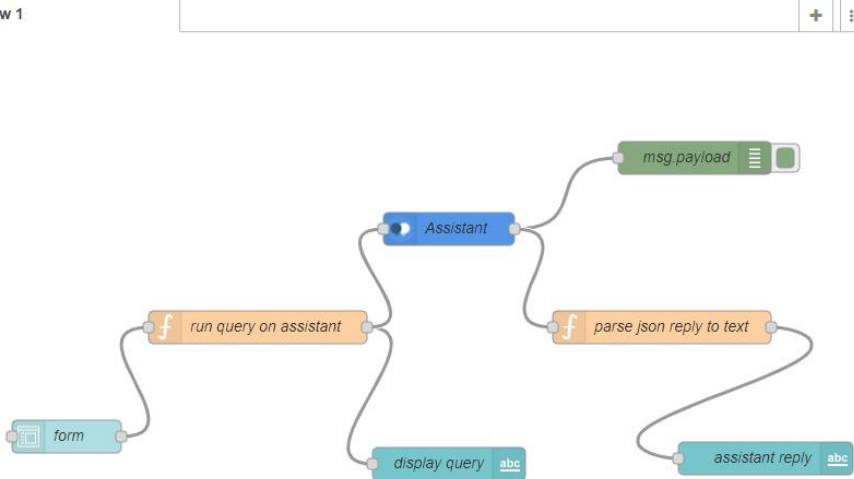 w 1
msg.payload
Assistant
run query on assistant
parse json reply to text
form
display query abc
assistant reply abc